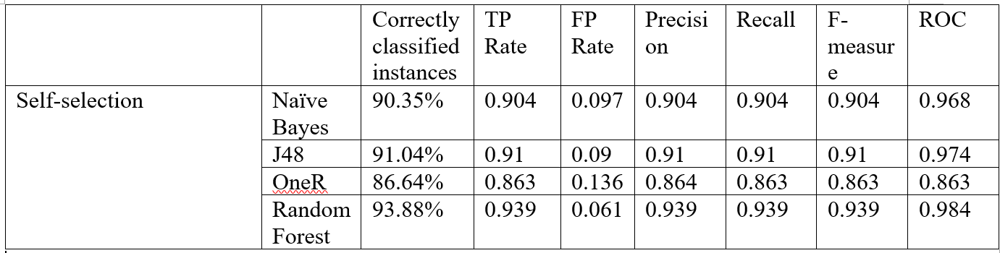 Correctly classified instances TP Rate FP Rate Precision Recall F-measure ROC
Self-selection Naïve Bayes 90.35% 0.904 0.097 0.904 0.904 0.904 0.968
J48 91.04% 0.91 0.09 0.91 0.91 0.91 0.974
OneR 86.64% 0.863 0.136 0.864 0.863 0.863 0.863
Random Forest 93.88% 0.939 0.061 0.939 0.939 0.939 0.984